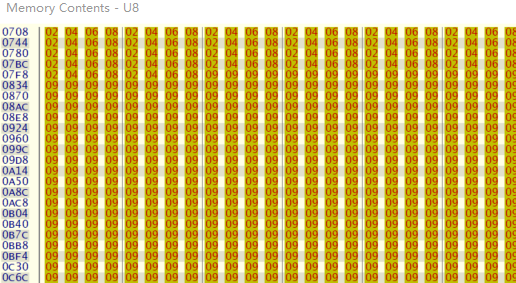 Memory Contents - U8
0708 02 04 06 08 02 04 06 08 02 04 06 08 02 04 06 08 02 04 06 08 02 04 06
0744 02 04 06 08 02 04 06 08 02 04 06 08 02 04 06 08 02 04 06 08 02 04 06
0780 02 04 06 08 02 04 06 08 02 04 06 08 02 04 06 08 02 04 06 08 02 04 06
07BC 02 04 06 08 02 04 06 08 02 04 06 08 02 04 06 08 02 04 06 08 02 04 06
07F8 02 04 06 08 02 04 06 08 09 09 09 09 09 09 09 09 09 09 09 09 09 09 09
0834 09 09 09 09 09 09 09 09 09 09 09 09 09 09 09 09 09 09 09 09 09 09 09
0870 09 09 09 09 09 09 09 09 09 09 09 09 09 09 09 09 09 09 09 09 09 09 09
08AC 09 09 09 09 09 09 09 09 09 09 09 09 09 09 09 09 09 09 09 09 09 09 09
08E8 09 09 09 09 09 09 09 09 09 09 09 09 09 09 09 09 09 09 09 09 09 09 09
0924 09 09 09 09 09 09 09 09 09 09 09 09 09 09 09 09 09 09 09 09 09 09 09
0960 09 09 09 09 09 09 09 09 09 09 09 09 09 09 09 09 09 09 09 09 09 09 09
099C 09 09 09 09 09 09 09 09 09 09 09 09 09 09 09 09 09 09 09 09 09 09 09
09D8 09 09 09 09 09 09 09 09 09 09 09 09 09 09 09 09 09 09 09 09 09 09 09
0A14 09 09 09 09 09 09 09 09 09 09 09 09 09 09 09 09 09 09 09 09 09 09 09
0A50 09 09 09 09 09 09 09 09 09 09 09 09 09 09 09 09 09 09 09 09 09 09 09
0A8C 09 09 09 09 09 09 09 09 09 09 09 09 09 09 09 09 09 09 09 09 09 09 09
0AC8 09 09 09 09 09 09 09 09 09 09 09 09 09 09 09 09 09 09 09 09 09 09 09
0B04 09 09 09 09 09 09 09 09 09 09 09 09 09 09 09 09 09 09 09 09 09 09 09
0B40 09 09 09 09 09 09 09 09 09 09 09 09 09 09 09 09 09 09 09 09 09 09 09
0B7C 09 09 09 09 09 09 09 09 09 09 09 09 09 09 09 09 09 09 09 09 09 09 09
0BB8 09 09 09 09 09 09 09 09 09 09 09 09 09 09 09 09 09 09 09 09 09 09 09
0BF4 09 09 09 09 09 09 09 09 09 09 09 09 09 09 09 09 09 09 09 09 09 09 09
0C30 09 09 09 09 09 09 09 09 09 09 09 09 09 09 09 09 09 09 09 09 09 09 09
0C6C 09 09 09 09 09 09 09 09 09 09 09 09 09 09 09 09 09 09 09 09 09 09 09